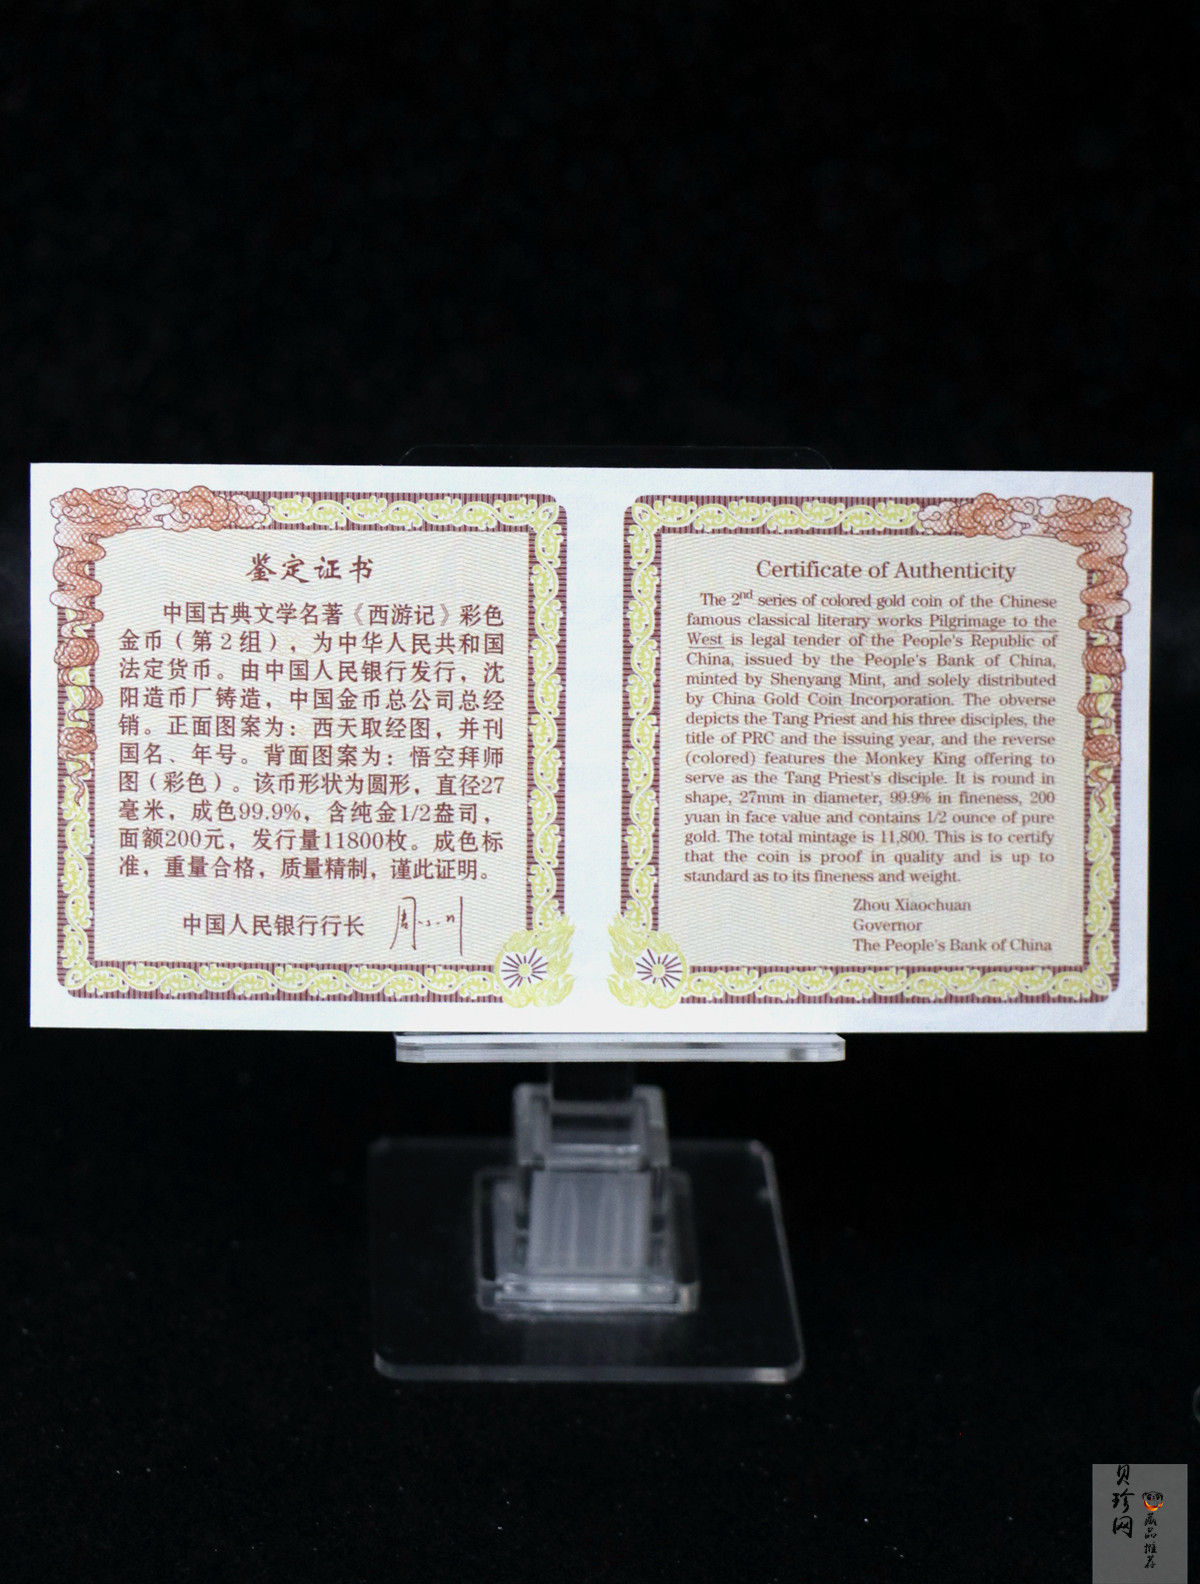 鉴定证书
中国古典文学名著《西游记》彩色
金币（第2组），为中华人民共和国
法定货币。由中国人民银行发行，沈
阳造币厂铸造，中国金币总公司总经
销。正面图案为：西天取经图，并刊
国名、年号。背面图案为：悟空拜师
图（彩色）。该币形状为圆形，直径27
毫米，成色99.9%，含纯金1/2盎司，
面额200元，发行量11800枚。成色标
准，重量合格，质量精制，谨此证明。
中国人民银行行长 周小川
Certificate of Authenticity
The 2nd series of colored gold coin of the Chinese
famous classical literary works Pilgrimage to the
West is legal tender of the People's Republic of
China, issued by the People's Bank of China,
minted by Shenyang Mint, and solely distributed
by China Gold Coin Incorporation. The obverse
depicts the Tang Priest and his three disciples, the
title of PRC and the issuing year, and the reverse
(colored) features the Monkey King offering to
serve as the Tang Priest's disciple. It is round in
shape, 27mm in diameter, 99.9% in fineness, 200
yuan in face value and contains 1/2 ounce of pure
gold. The total mintage is 11,800. This is to certify
that the coin is proof in quality and is up to
standard as to its fineness and weight.
Zhou Xiaochuan
Governor
The People's Bank of China
贝珍网
藏品推荐